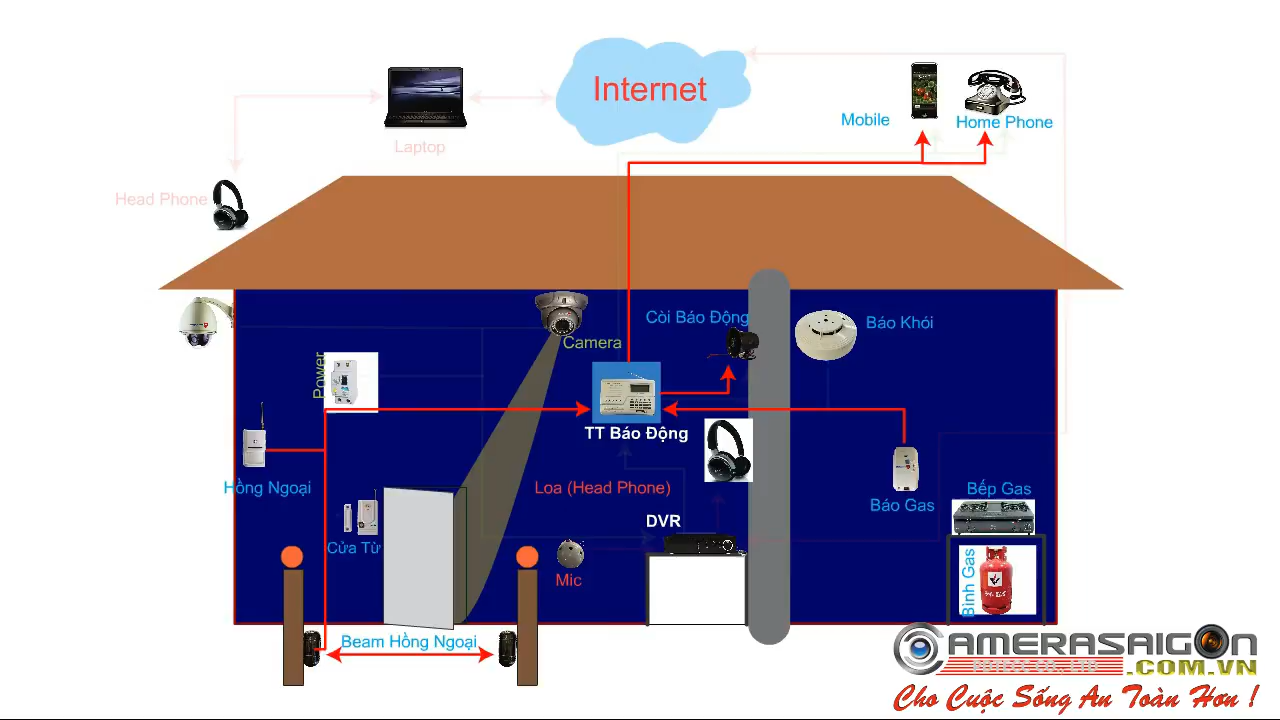 Internet
Mobile
Home Phone
Laptop
Head Phone
Còi Báo Động
Báo Khói
Camera
Power
TT Báo Động
Hồng Ngoại
Loa (Head Phone)
Bếp Gas
Báo Gas
DVR
Cửa Từ
Mic
Bình Gas
Beam Hồng Ngoại
CAMERASAIGON
.COM.VN
Cho Cuộc Sống An Toàn Hơn !